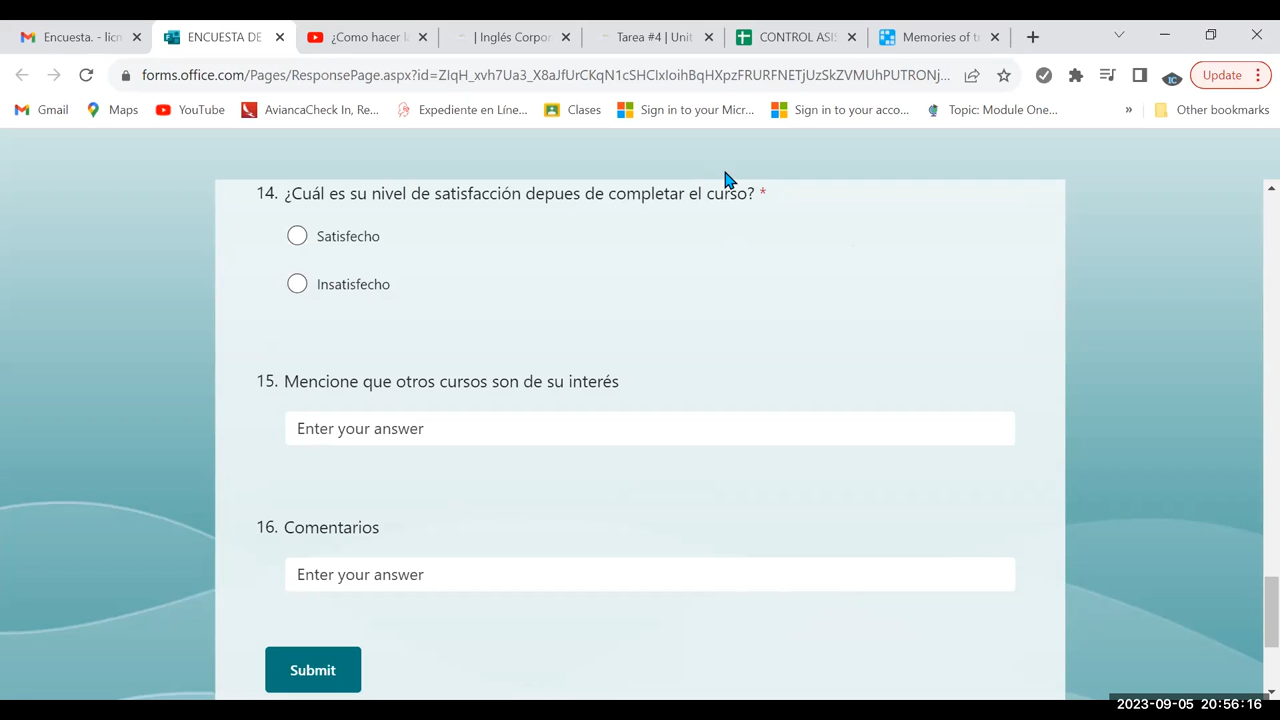 Encuesta. - licn
ENCUESTA DE
¿Como hacer la
| Inglés Corpor
Tarea #4 | Unit
CONTROL ASIS
Memories of t
forms.office.com/Pages/ResponsePage.aspx?id=ZIqH_xvh7Ua3_X8aJfUrCKqN1cSHClxIoihBqHXpzFRURFNETjUzSkZVMUhPUTRONj...
Update
Gmail
Maps
YouTube
AviancaCheck In, Re...
Expediente en Líne...
Clases
Sign in to your Micr...
Sign in to your acco...
Topic: Module One...
»
Other bookmarks
14. ¿Cuál es su nivel de satisfacción depues de completar el curso? *
Satisfecho
Insatisfecho
15. Mencione que otros cursos son de su interés
Enter your answer
16. Comentarios
Enter your answer
Submit
2023-09-05 20:56:16